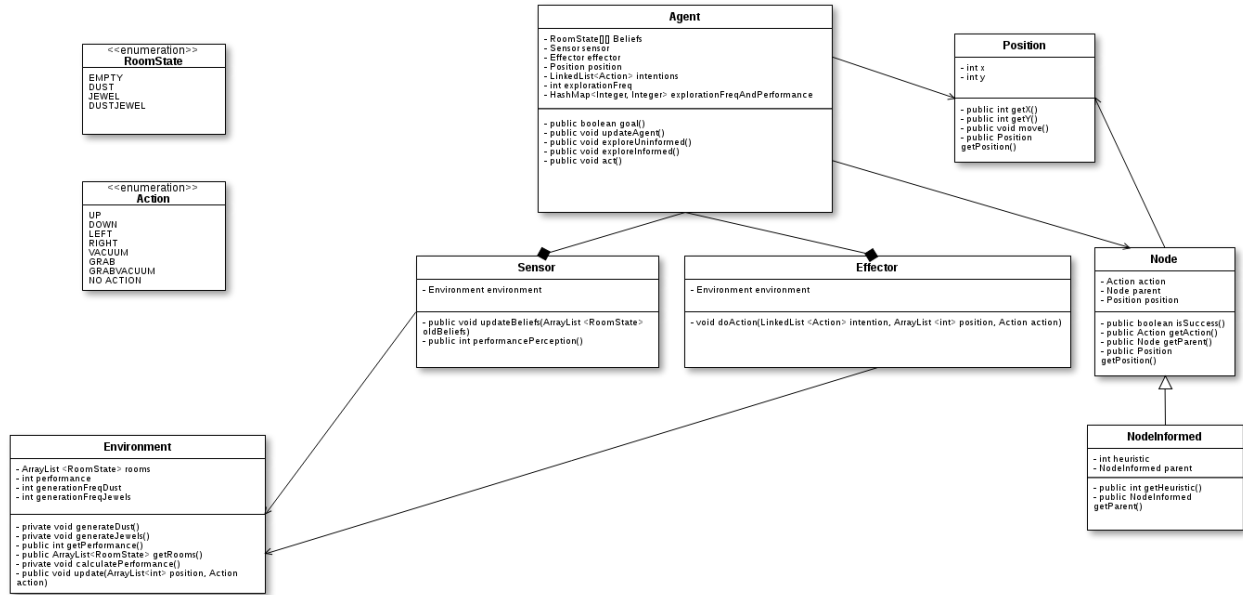 <<enumeration>>
RoomState
EMPTY
DUST
JEWEL
DUSTJEWEL
<<enumeration>>
Action
UP
DOWN
LEFT
RIGHT
VACUUM
GRAB
GRABVACUUM
NO ACTION
Agent
- RoomState[][] Beliefs
- Sensor sensor
- Effector effector
- Position position
- LinkedList<Action> intentions
- int explorationFreq
- HashMap<Integer, Integer> explorationFreqAndPerformance
- public boolean goal()
- public void updateAgent()
- public void exploreUninformed()
- public void exploreInformed()
- public void act()
Position
- int x
- int y
- public int getX()
- public int getY()
- public void move()
- public Position
getPosition()
Sensor
- Environment environment
- public void updateBeliefs(ArrayList <RoomState>
oldBeliefs)
- public int performancePerception()
Effector
- Environment environment
- void doAction(LinkedList <Action> intention, ArrayList <int> position, Action action)
Node
- Action action
- Node parent
- Position position
- public boolean isSuccess()
- public Action getAction()
- public Node getParent()
- public Position
getPosition()
NodeInformed
- int heuristic
- NodeInformed parent
- public int getHeuristic()
- public NodeInformed
getParent()
Environment
- ArrayList <RoomState> rooms
- int performance
- int generationFreqDust
- int generationFreqJewels
- private void generateDust()
- private void generateJewels()
- public int getPerformance()
- public ArrayList<RoomState> getRooms()
- private void calculatePerformance()
- public void update(ArrayList<int> position, Action
action)